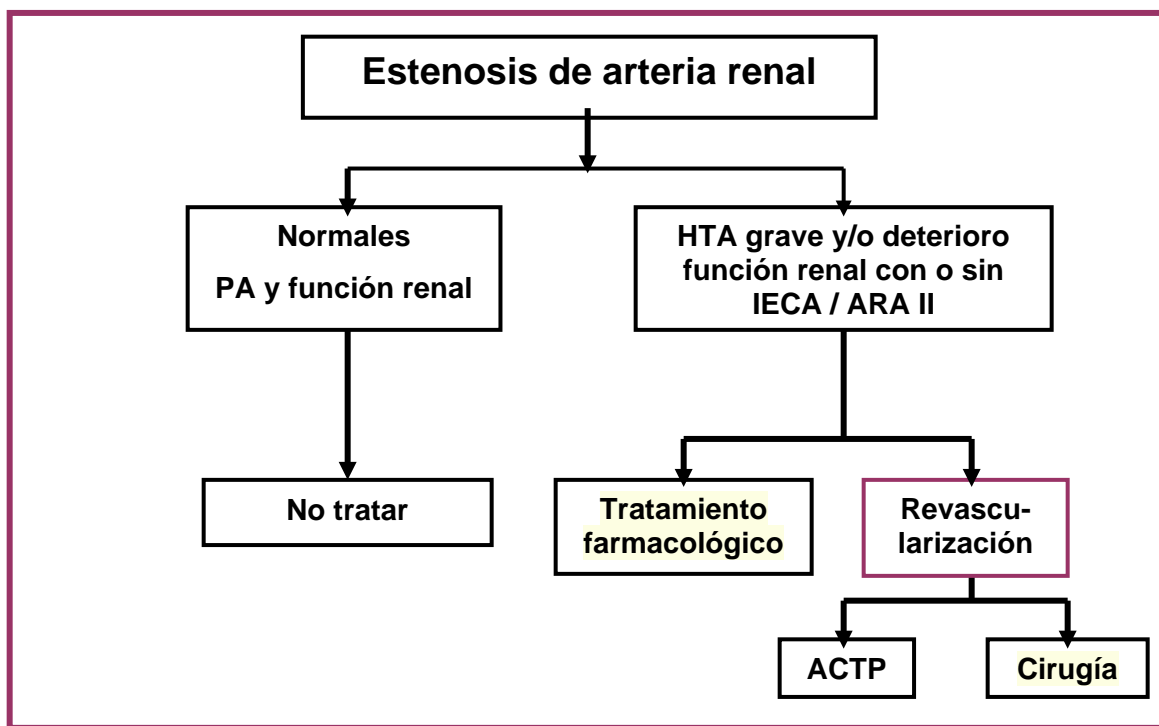 Estenosis de arteria renal
Normales
PA y función renal
HTA grave y/o deterioro
función renal con o sin
IECA / ARA II
No tratar
Tratamiento
farmacológico
Revascu-
larización
ACTP
Cirugía